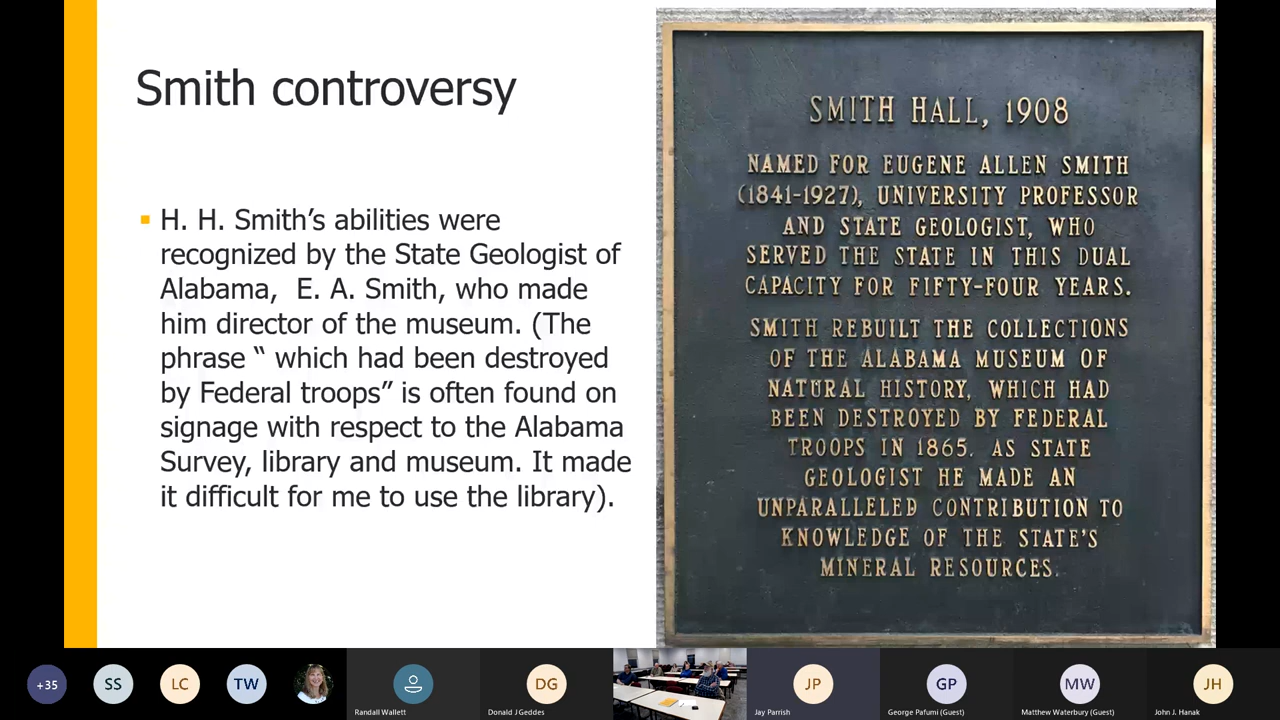 Smith controversy
▪ H. H. Smith’s abilities were
recognized by the State Geologist of
Alabama,  E. A. Smith, who made
him director of the museum. (The
phrase “ which had been destroyed
by Federal troops” is often found on
signage with respect to the Alabama
Survey, library and museum. It made
it difficult for me to use the library).
SMITH HALL, 1908
NAMED FOR EUGENE ALLEN SMITH
(1841-1927), UNIVERSITY PROFESSOR
AND STATE GEOLOGIST, WHO
SERVED THE STATE IN THIS DUAL
CAPACITY FOR FIFTY-FOUR YEARS.
SMITH REBUILT THE COLLECTIONS
OF THE ALABAMA MUSEUM OF
NATURAL HISTORY, WHICH HAD
BEEN DESTROYED BY FEDERAL
TROOPS IN 1865. AS STATE
GEOLOGIST HE MADE AN
UNPARALLELED CONTRIBUTION TO
KNOWLEDGE OF THE STATE'S
MINERAL RESOURCES.
+35
SS
LC
TW
Randall Wallett
DG
Donald J Geddes
JP
Jay Parrish
GP
George Pafumi (Guest)
MW
Matthew Waterbury (Guest)
JH
John J. Hanak